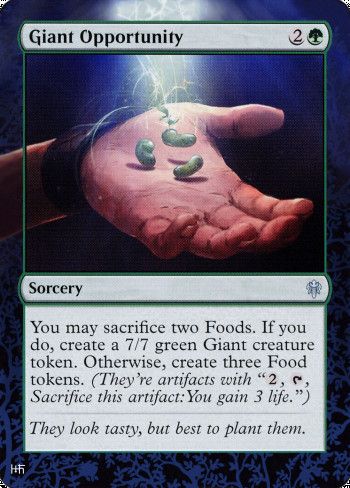 Giant Opportunity 2
Sorcery
You may sacrifice two Foods. If you
do, create a 7/7 green Giant creature
token. Otherwise, create three Food
tokens. (They're artifacts with “2, ,
Sacrifice this artifact:You gain 3 life.”)
They look tasty, but best to plant them.